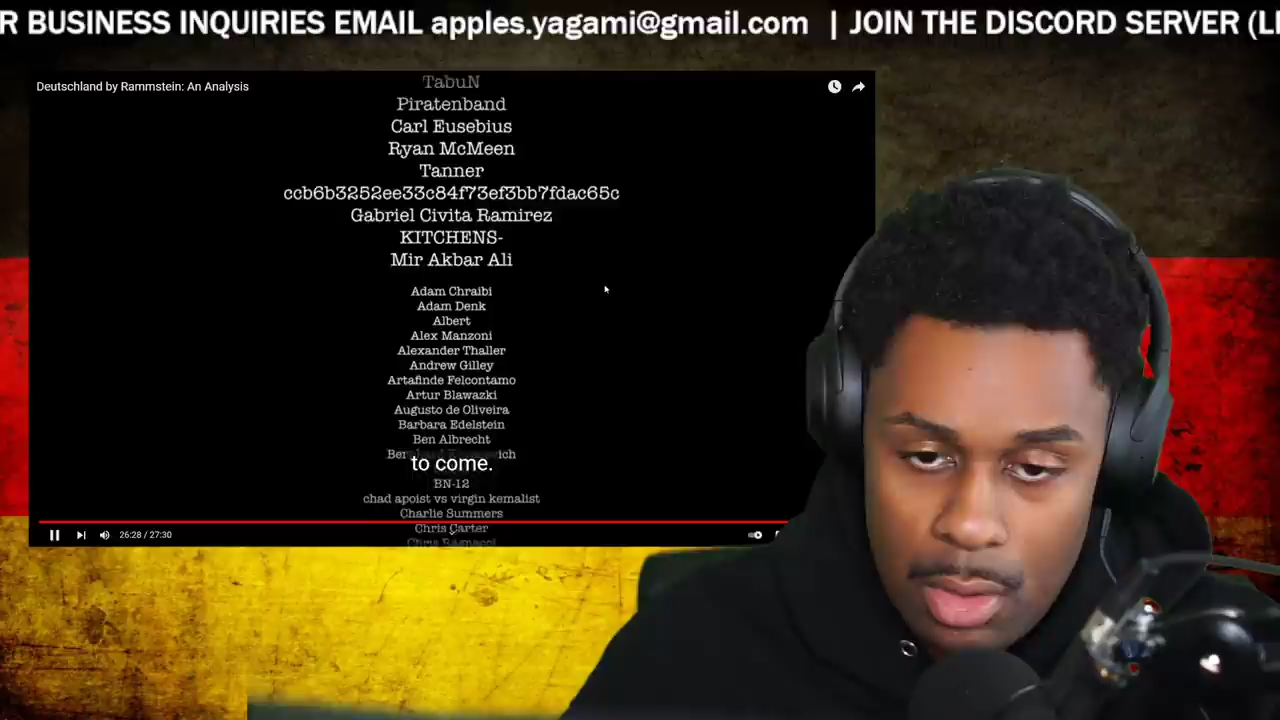 R BUSINESS INQUIRIES EMAIL apples.yagami@gmail.com | JOIN THE DISCORD SERVER (LI
Deutschland by Rammstein: An Analysis
TabuN
Piratenband
Carl Eusebius
Ryan McMeen
Tanner
ccb6b3252ee33c84f73ef3bb7fdac65c
Gabriel Civita Ramirez
KITCHENS-
Mir Akbar Ali
Adam Chraibi
Adam Denk
Albert
Alex Manzoni
Alexander Thaller
Andrew Gilley
Artafinde Felcontamo
Artur Blawazki
Augusto de Oliveira
Barbara Edelstein
Ben Albrecht
to come.
BN-12
chad apoist vs virgin kemalist
Charlie Summers
Chris Carter
26:28 / 27:30